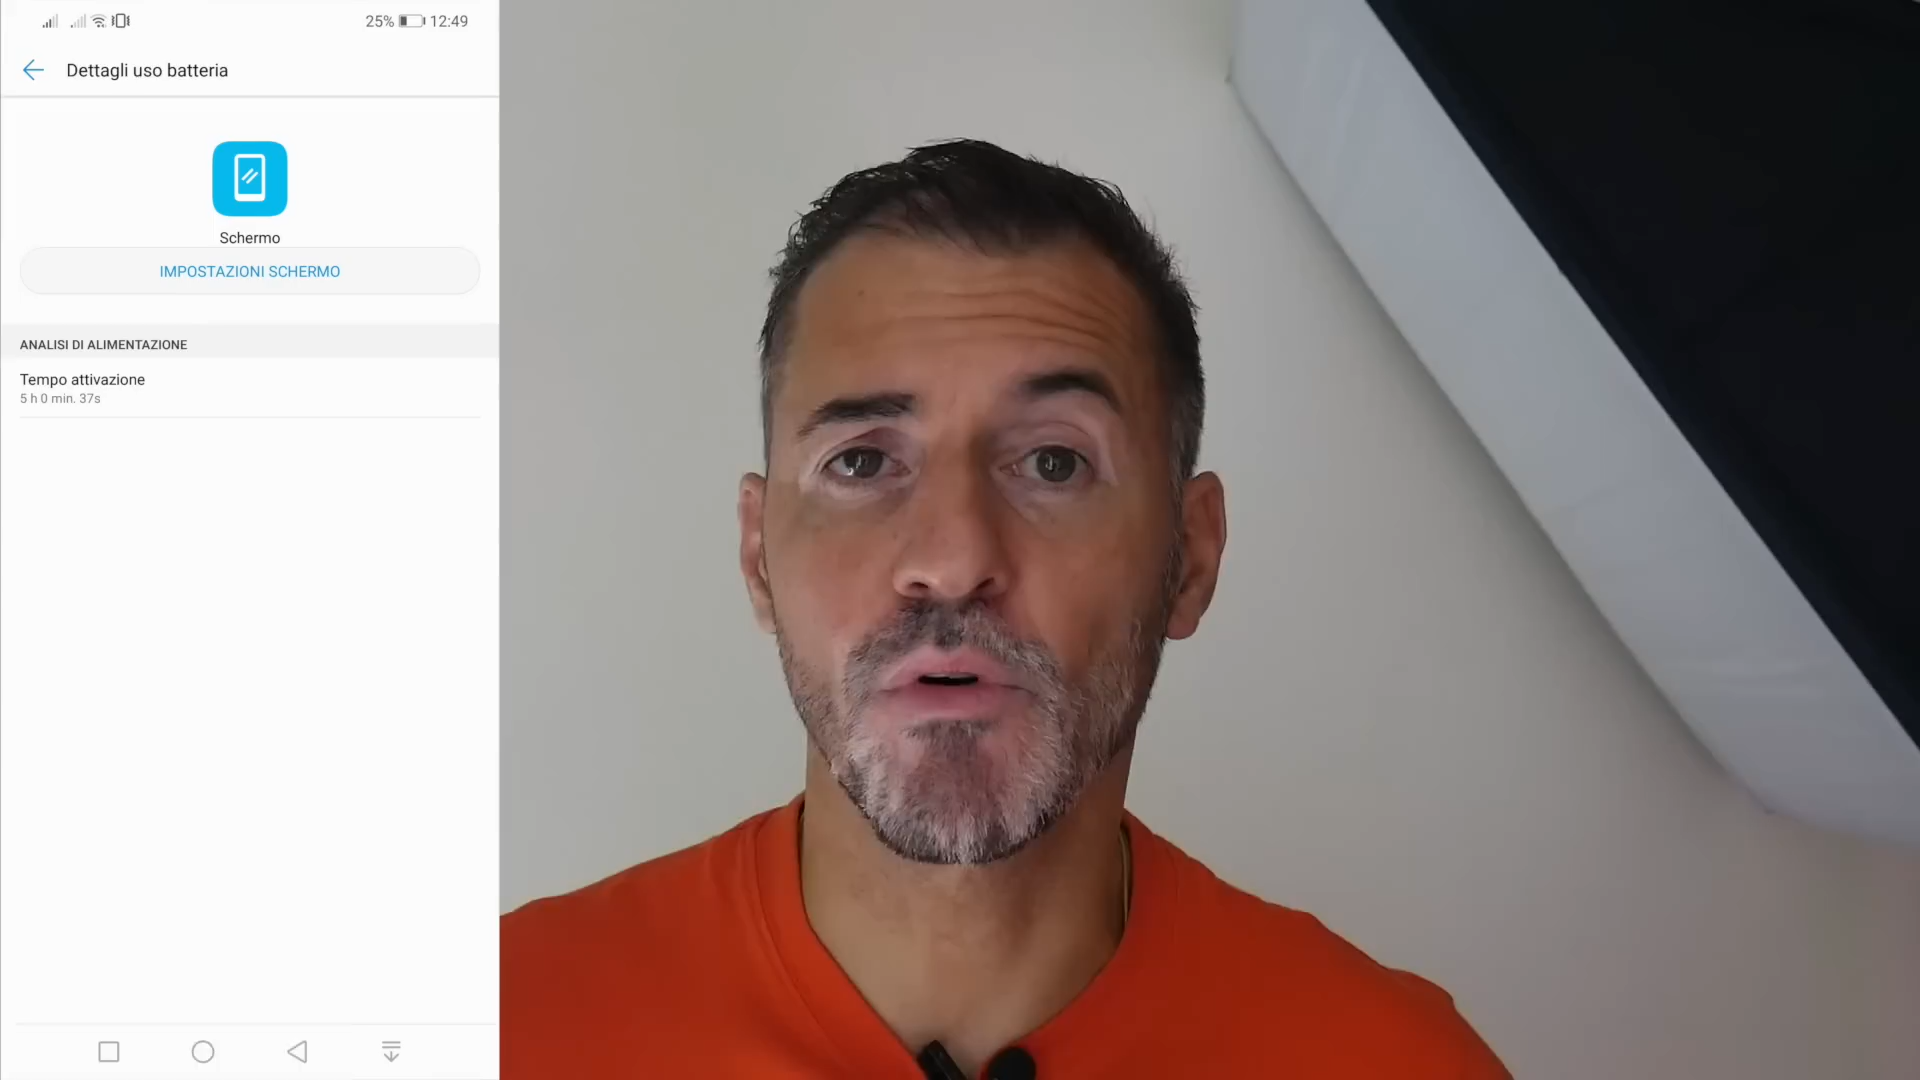 25% 12:49
Dettagli uso batteria
Schermo
IMPOSTAZIONI SCHERMO
ANALISI DI ALIMENTAZIONE
Tempo attivazione
5 h 0 min. 37s